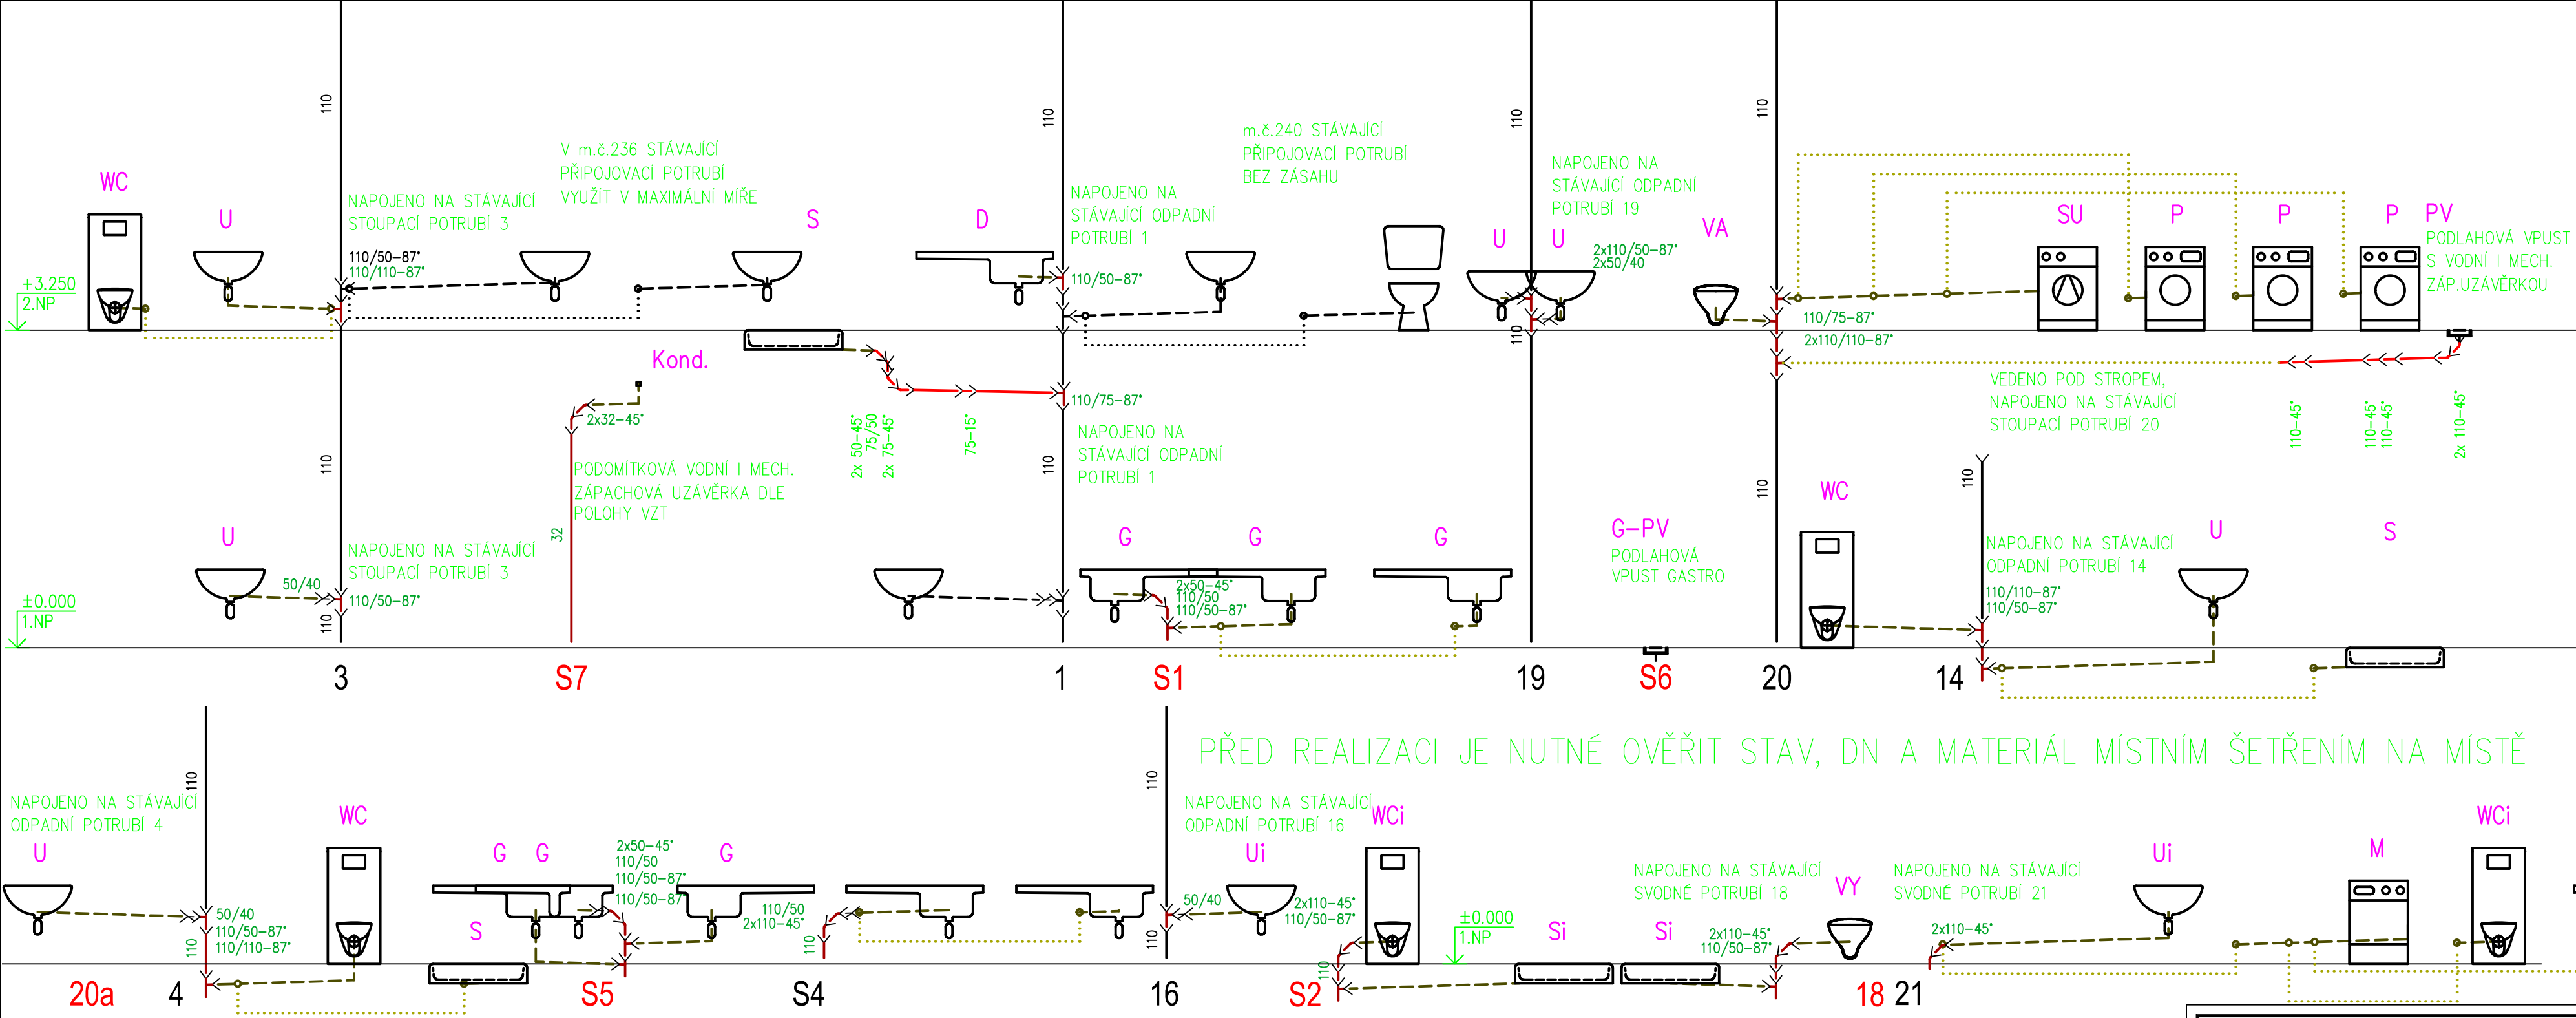 110
110
110
110
WC
U
NAPOJENO NA STÁVAJÍCÍ
STOUPACÍ POTRUBÍ 3
110/50-87°
110/110-87°
V m.č.236 STÁVAJÍCÍ
PŘIPOJOVACÍ POTRUBÍ
VYUŽÍT V MAXIMÁLNÍ MÍŘE
S
D
NAPOJENO NA
STÁVAJÍCÍ ODPADNÍ
POTRUBÍ 1
110/50-87°
m.č.240 STÁVAJÍCÍ
PŘIPOJOVACÍ POTRUBÍ
BEZ ZÁSAHU
U
U
NAPOJENO NA
STÁVAJÍCÍ ODPADNÍ
POTRUBÍ 19
2x110/50-87°
2x50/40
VA
SU
P
P
P
PV
PODLAHOVÁ VPUST
S VODNÍ I MECH.
ZÁP.UZÁVĚRKOU
+3.250
2.NP
110
110/75-87°
2x110/110-87°
Kond.
2x32-45°
110/75-87°
2x 50-45°
75/50
2x 75-45°
75-15°
VEDENO POD STROPEM,
NAPOJENO NA STÁVAJÍCÍ
STOUPACÍ POTRUBÍ 20
110-45°
110-45°
110-45°
2x 110-45°
110
PODOMÍTKOVÁ VODNÍ I MECH.
ZÁPACHOVÁ UZÁVĚRKA DLE
POLOHY VZT
32
NAPOJENO NA
STÁVAJÍCÍ ODPADNÍ
POTRUBÍ 1
110
110
110
U
50/40
NAPOJENO NA STÁVAJÍCÍ
STOUPACÍ POTRUBÍ 3
110/50-87°
110
G
G
G
2x50-45°
110/50
110/50-87°
G-PV
PODLAHOVÁ
VPUST GASTRO
WC
NAPOJENO NA STÁVAJÍCÍ
ODPADNÍ POTRUBÍ 14
110/110-87°
110/50-87°
U
S
±0.000
1.NP
3
S7
1
S1
19
S6
20
14
PŘED REALIZACI JE NUTNÉ OVĚŘIT STAV, DN A MATERIÁL MÍSTNÍM ŠETŘENÍM NA MÍSTĚ
110
NAPOJENO NA STÁVAJÍCÍ
ODPADNÍ POTRUBÍ 4
U
50/40
110/50-87°
110/110-87°
110
WC
S
G
G
2x50-45°
110/50
110/50-87°
110/50-87°
G
110/50
2x110-45°
110
110
NAPOJENO NA STÁVAJÍCÍ
ODPADNÍ POTRUBÍ 16
50/40
110
Ui
2x110-45°
110/50-87°
WCi
110
±0.000
1.NP
Si
Si
NAPOJENO NA STÁVAJÍCÍ
SVODNÉ POTRUBÍ 18
2x110-45°
110/50-87°
VY
NAPOJENO NA STÁVAJÍCÍ
SVODNÉ POTRUBÍ 21
2x110-45°
Ui
M
WCi
20a
4
S5
S4
16
S2
18
21